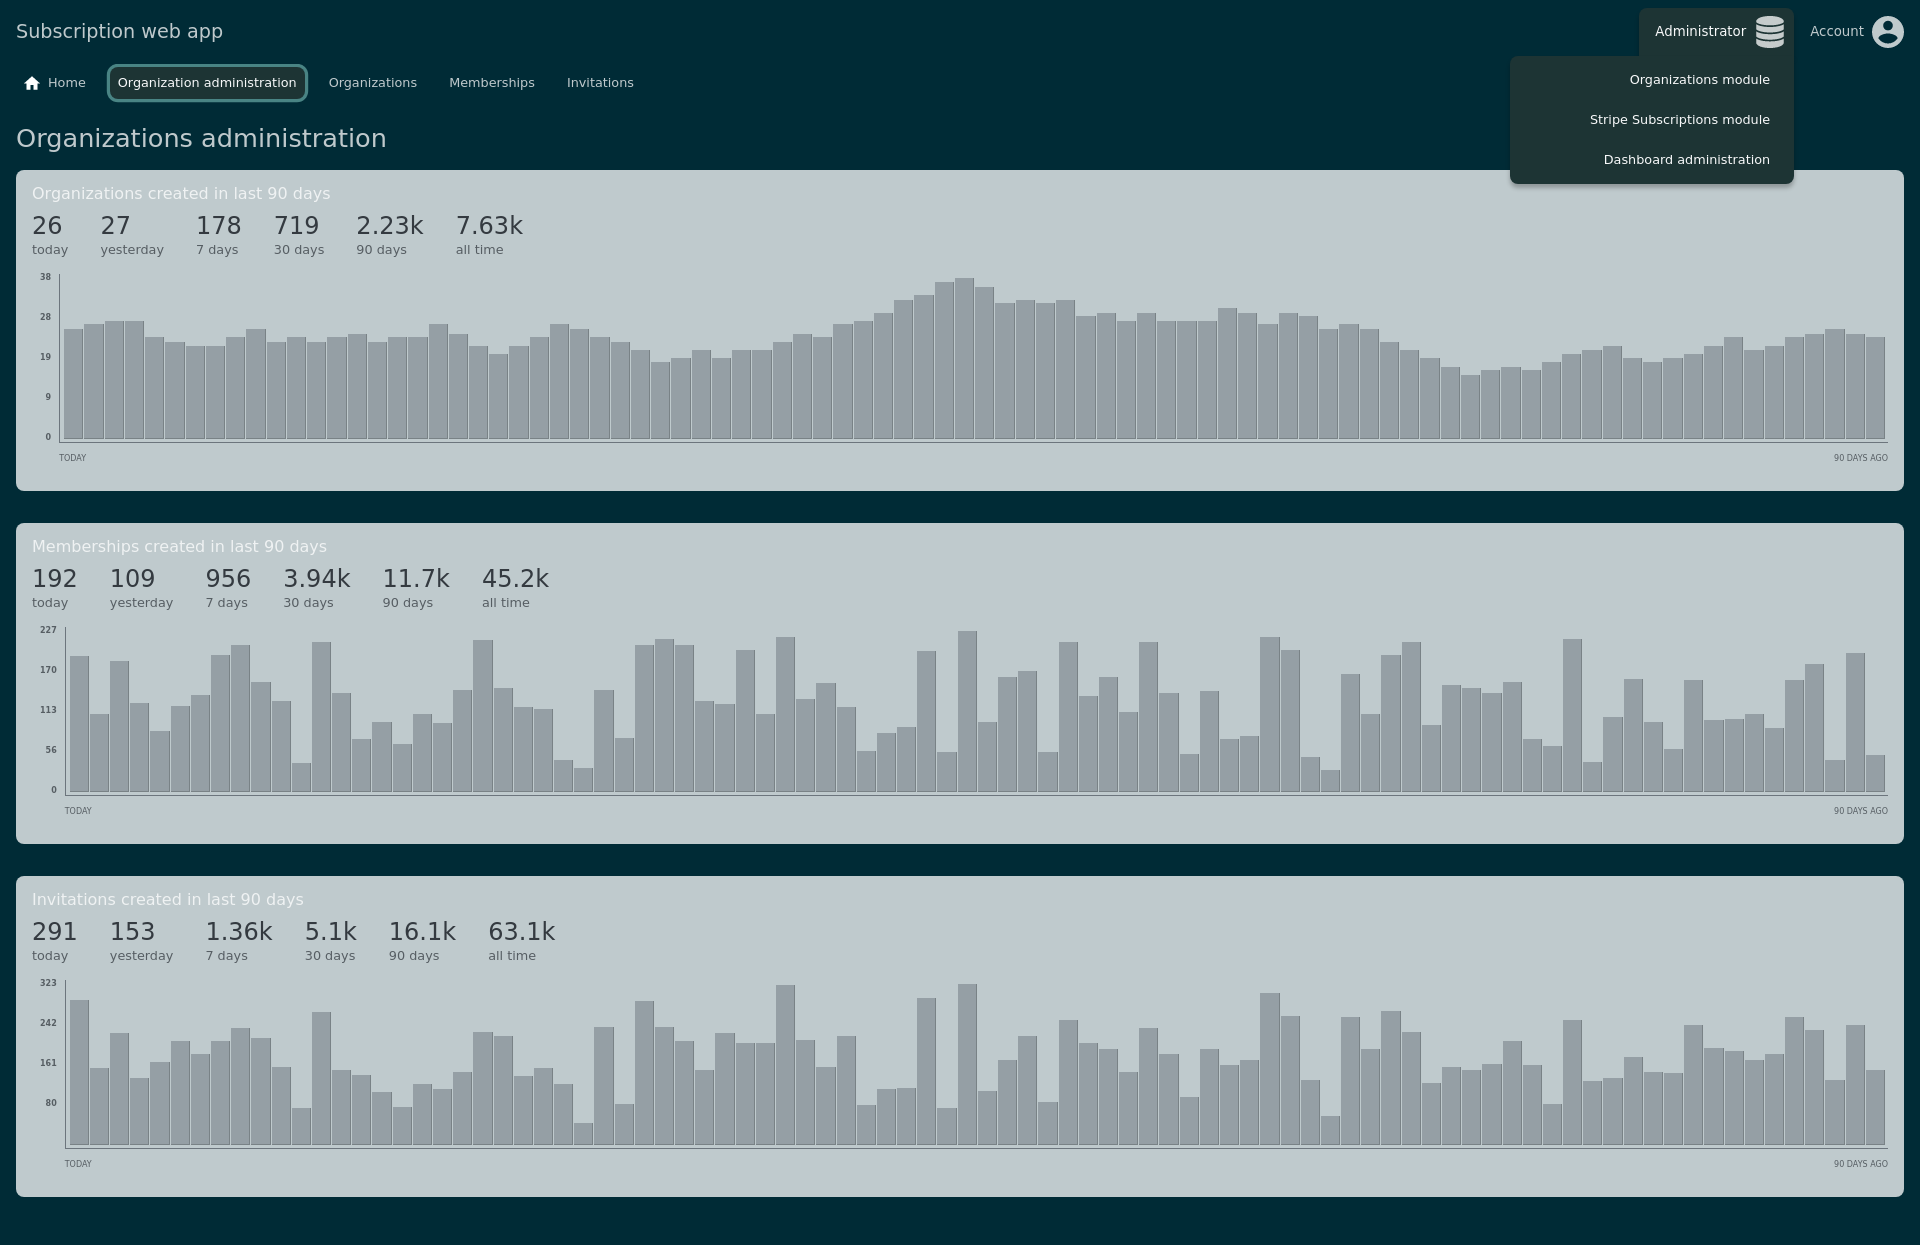 Subscription web app
Administrator
Account
Home
Organization administration
Organizations
Memberships
Invitations
Organizations module
Stripe Subscriptions module
Dashboard administration
Organizations administration
Organizations created in last 90 days
26 27 178 719 2.23k 7.63k
today yesterday 7 days 30 days 90 days all time
38
28
19
9
0
TODAY 90 DAYS AGO
Memberships created in last 90 days
192 109 956 3.94k 11.7k 45.2k
today yesterday 7 days 30 days 90 days all time
227
170
113
56
0
TODAY 90 DAYS AGO
Invitations created in last 90 days
291 153 1.36k 5.1k 16.1k 63.1k
today yesterday 7 days 30 days 90 days all time
323
242
161
80
TODAY 90 DAYS AGO